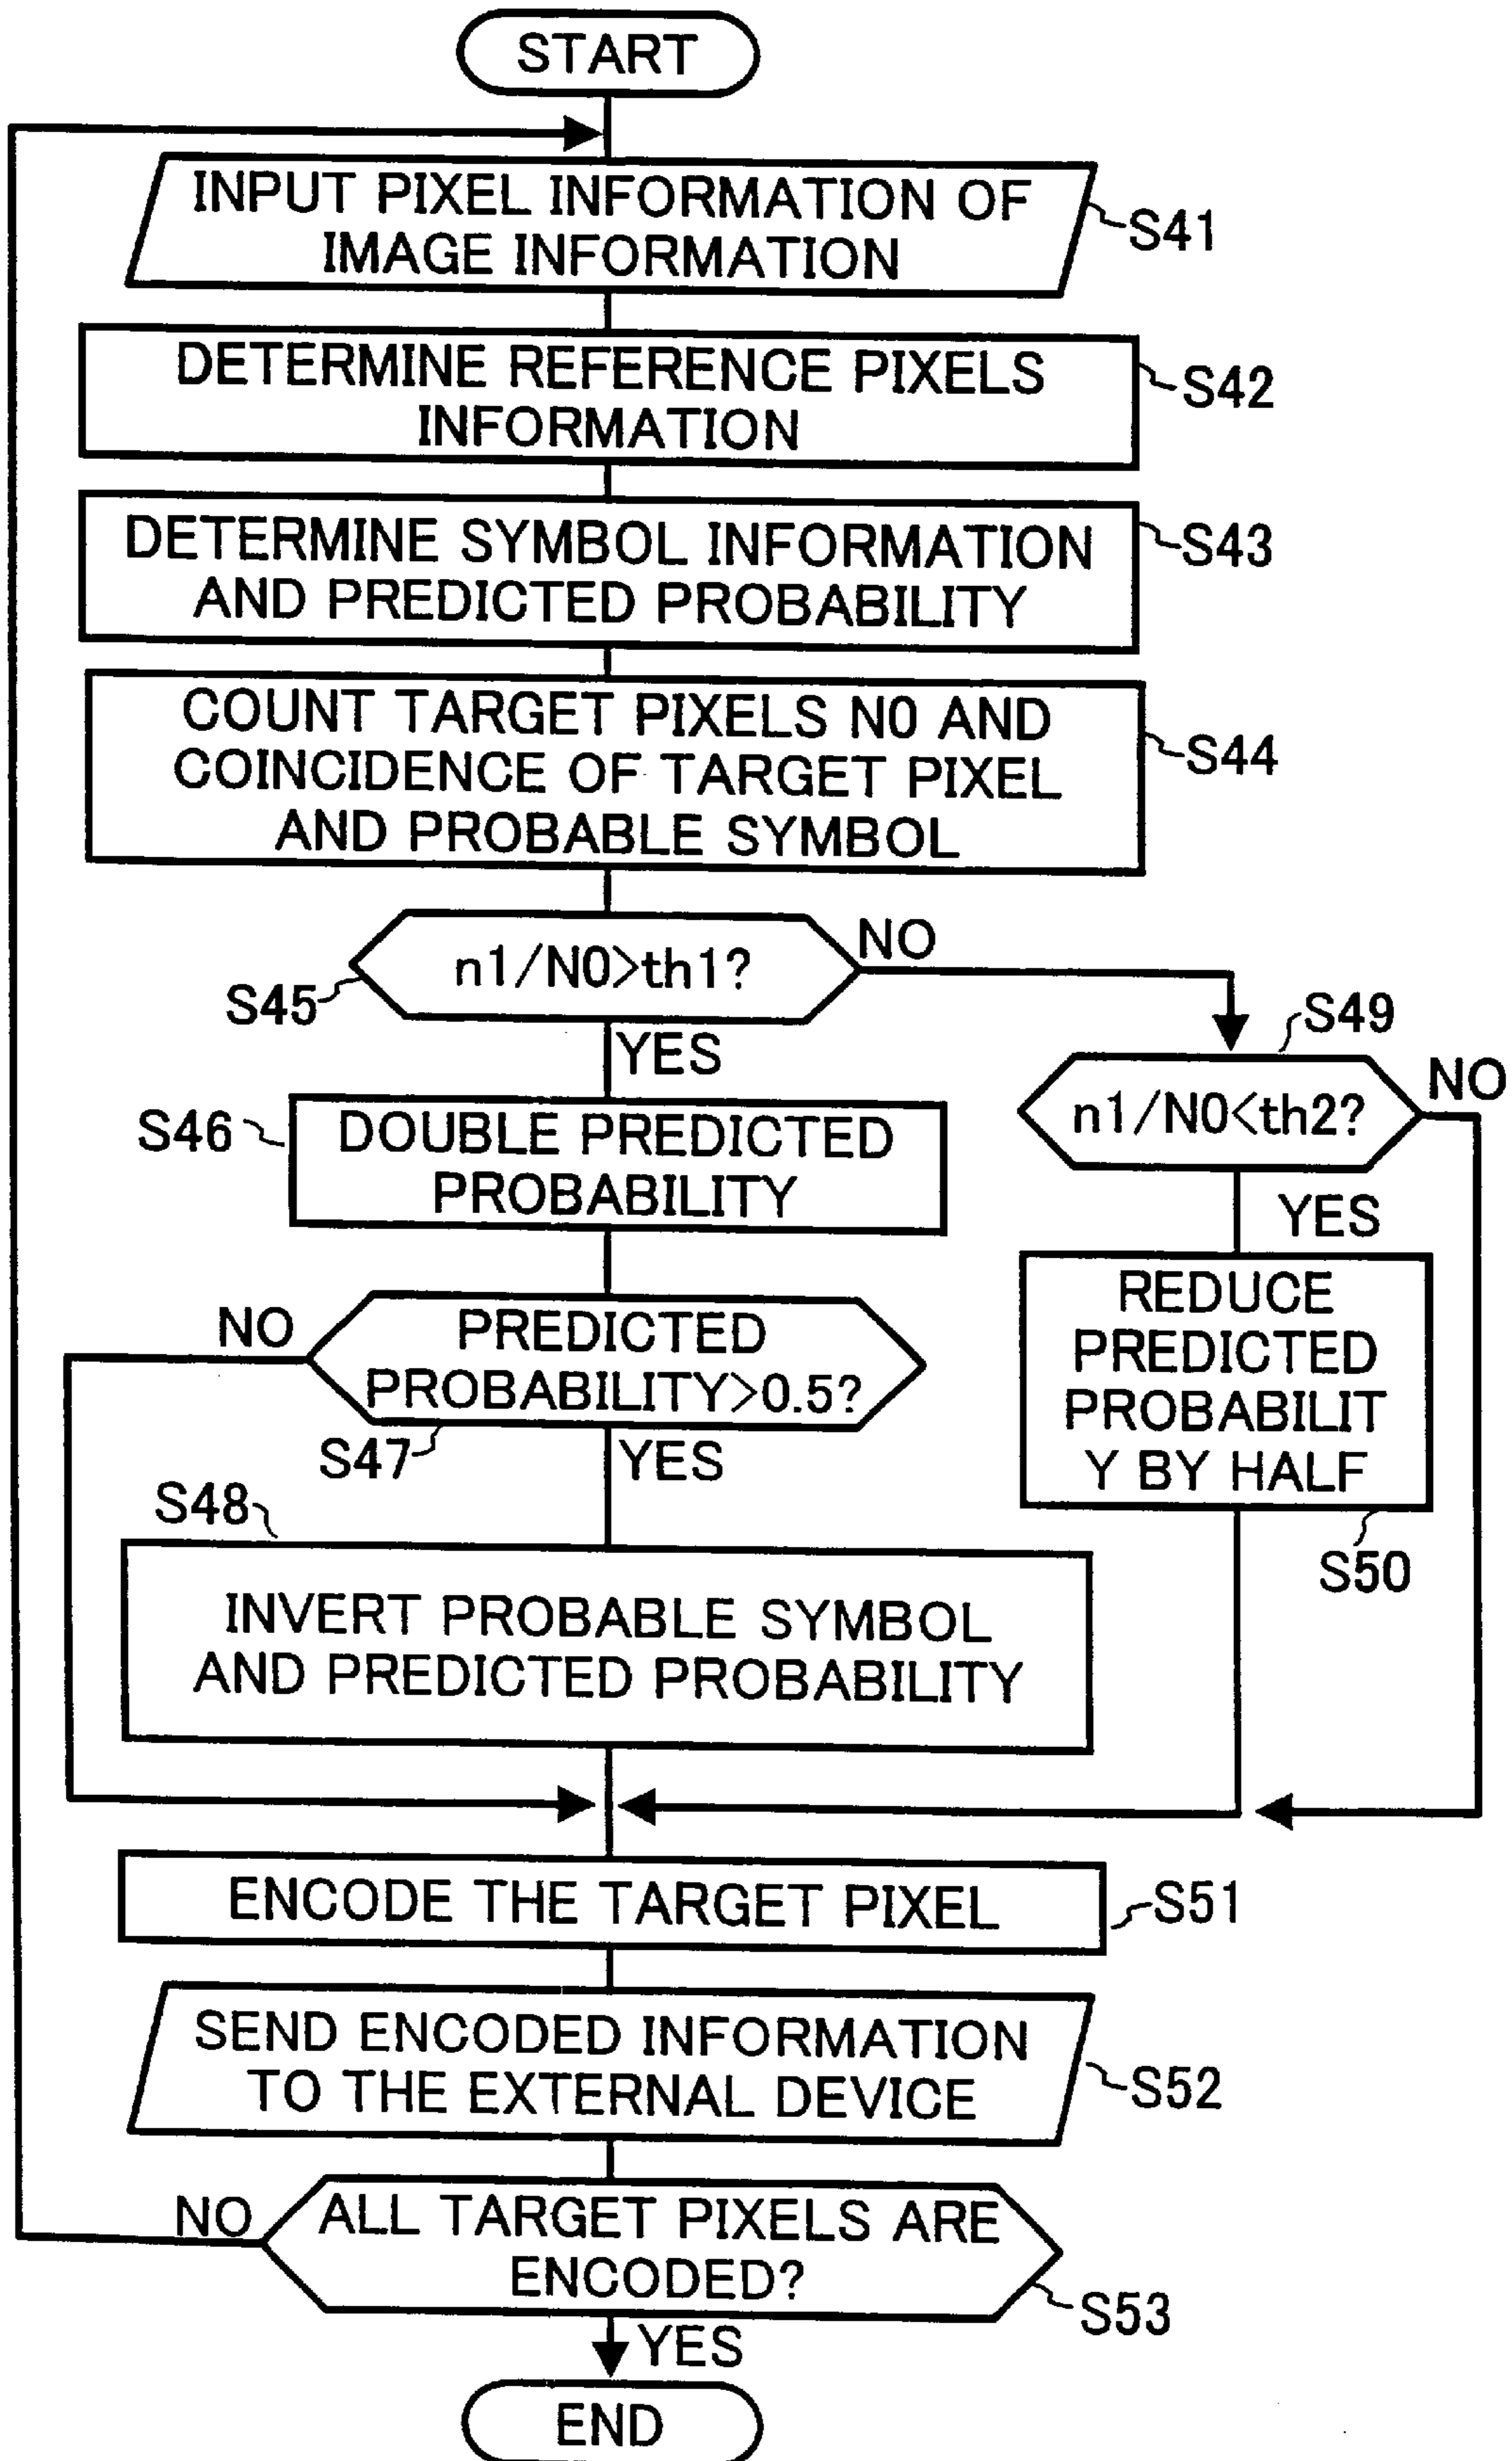 START
INPUT PIXEL INFORMATION OF
IMAGE INFORMATION
S41
DETERMINE REFERENCE PIXELS
INFORMATION
S42
DETERMINE SYMBOL INFORMATION
AND PREDICTED PROBABILITY
S43
COUNT TARGET PIXELS N0 AND
COINCIDENCE OF TARGET PIXEL
AND PROBABLE SYMBOL
S44
n1/N0>th1?
NO
S45
YES
S49
n1/N0<th2?
NO
S46
DOUBLE PREDICTED
PROBABILITY
YES
REDUCE
PREDICTED
PROBABILIT
Y BY HALF
S50
NO
PREDICTED
PROBABILITY>0.5?
S47
YES
S48
INVERT PROBABLE SYMBOL
AND PREDICTED PROBABILITY
ENCODE THE TARGET PIXEL
S51
SEND ENCODED INFORMATION
TO THE EXTERNAL DEVICE
S52
NO
ALL TARGET PIXELS ARE
ENCODED?
S53
YES
END